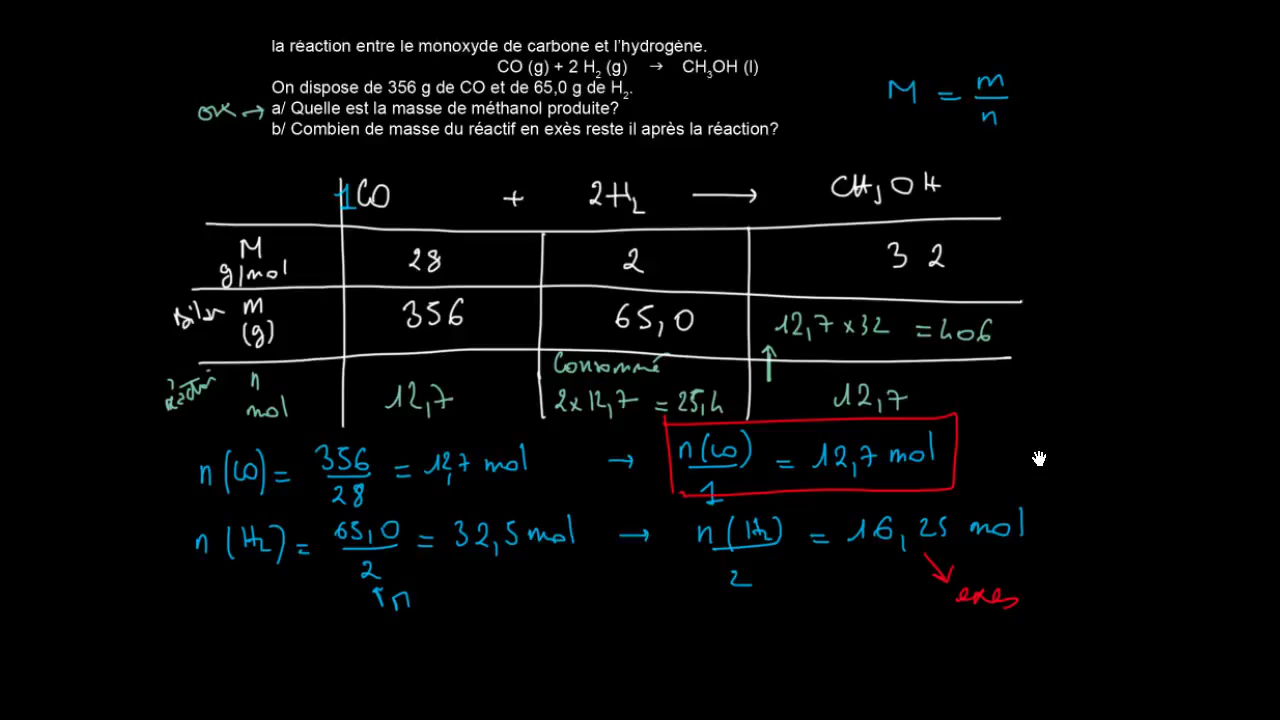 la réaction entre le monoxyde de carbone et l'hydrogène.
CO (g) + 2 H₂ (g) → CH₃OH (l)
On dispose de 356 g de CO et de 65,0 g de H₂.
a/ Quelle est la masse de méthanol produite?
b/ Combien de masse du réactif en exès reste il après la réaction?
M = m/n
1CO + 2H₂ → CH₃OH
M g/mol 28 2 32
Bilan m (g) 356 65,0 12,7 x 32 = 406
n mol 12,7 Consommé 2 x 12,7 = 25,4 12,7
n(CO) = 356/28 = 12,7 mol → n(CO)/1 = 12,7 mol
n(H₂) = 65,0/2 = 32,5 mol → n(H₂)/2 = 16,25 mol
n
exes